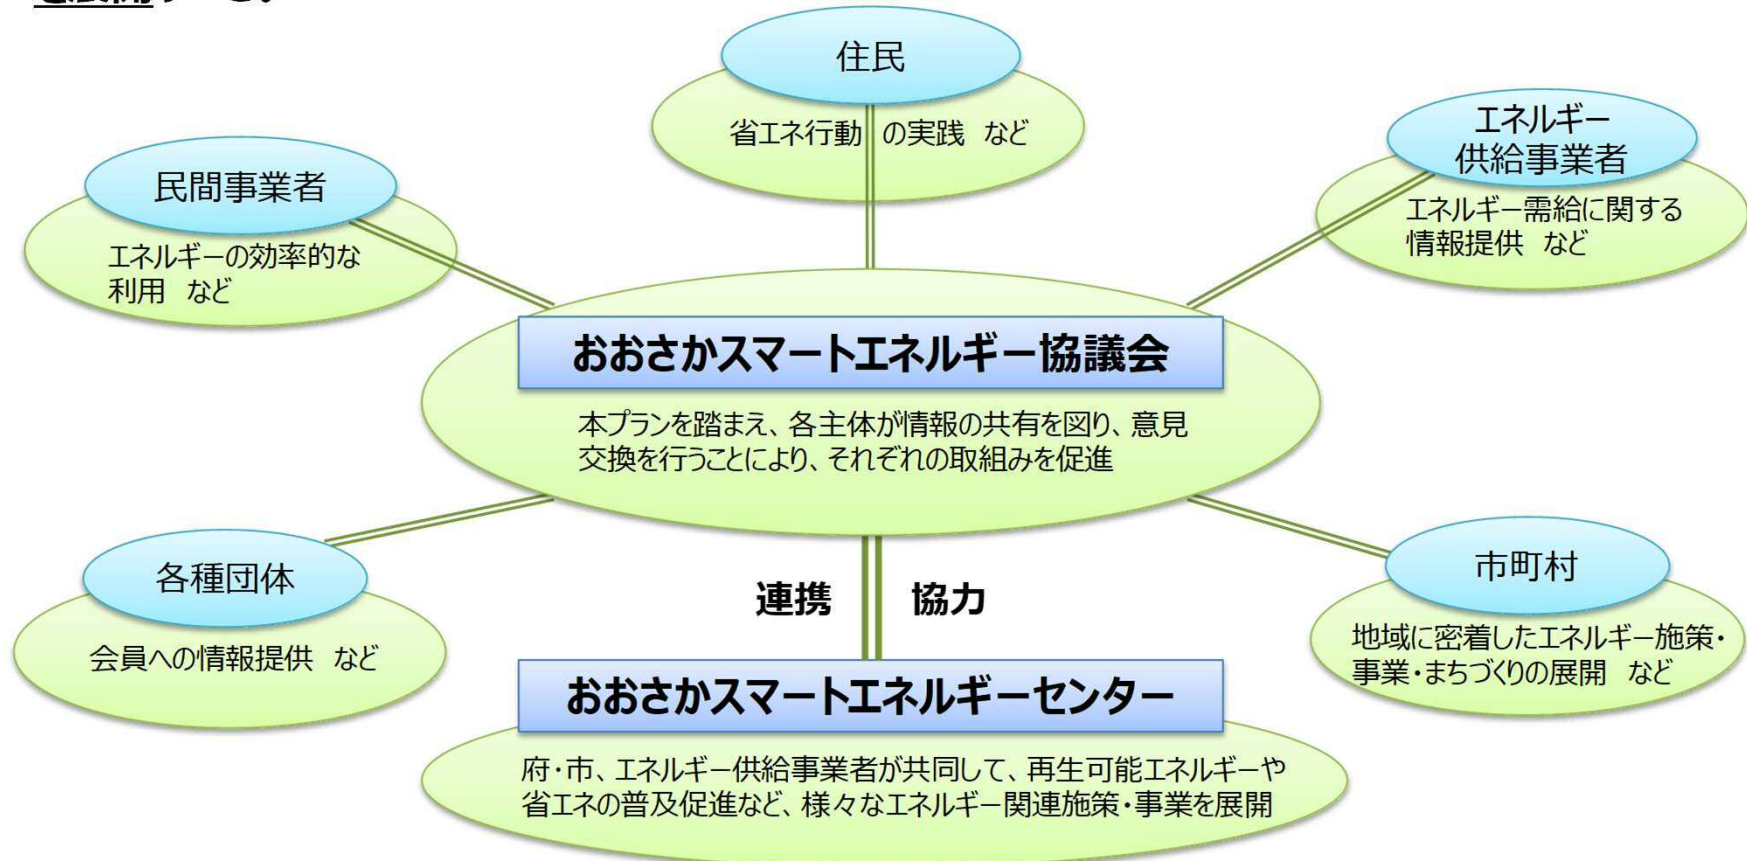 住民
省エネ行動 の実践 など
エネルギー
供給事業者
エネルギー需給に関する
情報提供 など
民間事業者
エネルギーの効率的な
利用 など
おおさかスマートエネルギー協議会
本プランを踏まえ、各主体が情報の共有を図り、意見
交換を行うことにより、それぞれの取組みを促進
各種団体
会員への情報提供 など
連携 協力
市町村
地域に密着したエネルギー施策・
事業・まちづくりの展開 など
おおさかスマートエネルギーセンター
府・市、エネルギー供給事業者が共同して、再生可能エネルギーや
省エネの普及促進など、様々なエネルギー関連施策・事業を展開